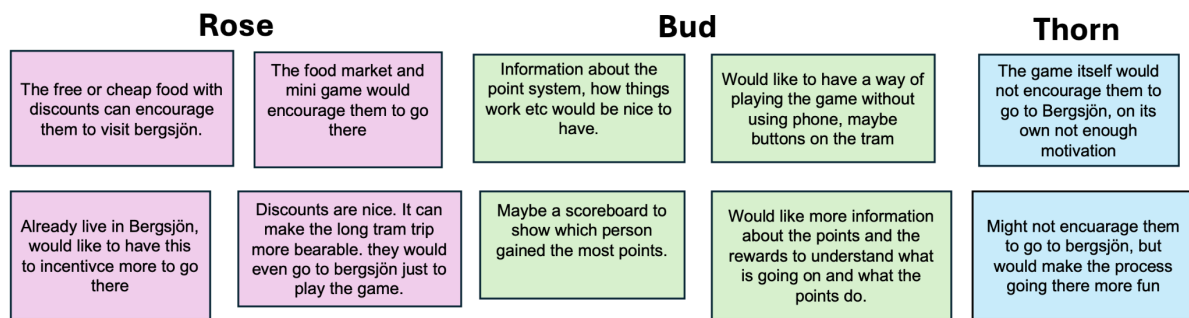 Rose
Bud
Thorn
The free or cheap food with
discounts can encourage
them to visit bergsjön.
The food market and
mini game would
encourage them to go
there
Information about the
point system, how things
work etc would be nice to
have.
Would like to have a way of
playing the game without
using phone, maybe
buttons on the tram
The game itself would
not encourage them to
go to Bergsjön, on its
own not enough
motivation
Already live in Bergsjön,
would like to have this
to incentivce more to go
there
Discounts are nice. It can
make the long tram trip
more bearable. they would
even go to bergsjön just to
play the game.
Maybe a scoreboard to
show which person
gained the most points.
Would like more information
about the points and the
rewards to understand what
is going on and what the
points do.
Might not encuarage them
to go to bergsjön, but
would make the process
going there more fun